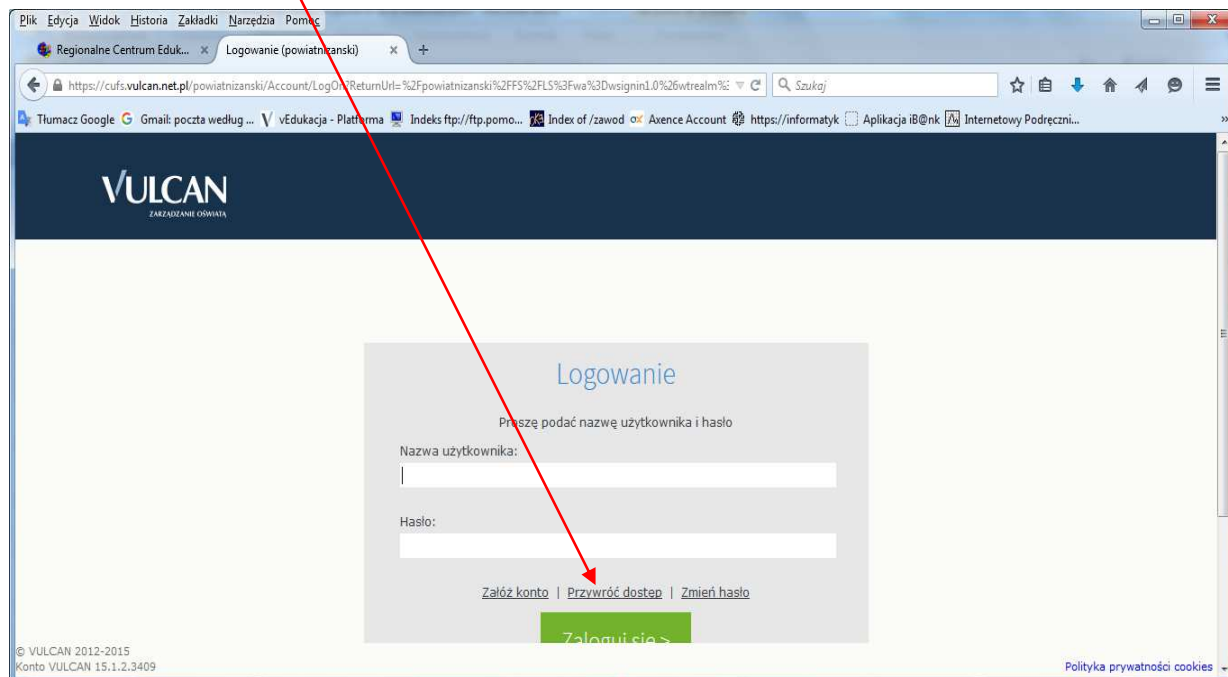 Plik Edycja Widok Historia Zakładki Narzędzia Pomoc
Regionalne Centrum Eduk... × Logowanie (powiatnizanski) × +
https://cufs.vulcan.net.pl/powiatnizanski/Account/LogOn?ReturnUrl=%2Fpowiatnizanski%2FFS%2FLS%3Fwa%3Dwsignin1.0%26wtrealm%: Szukaj
Tłumacz Google Gmail: poczta według ... vEdukacja - Platforma Indeks ftp://ftp.pomo... Index of /zawod Axence Account https://informatyk Aplikacja iB@nk Internetowy Podręczni... »
VULCAN
ZARZĄDZANIE OŚWIATĄ
Logowanie
Proszę podać nazwę użytkownika i hasło
Nazwa użytkownika:
Hasło:
Załóż konto | Przywróć dostęp | Zmień hasło
Zaloguj się >
© VULCAN 2012-2015
Konto VULCAN 15.1.2.3409
Polityka prywatności cookies